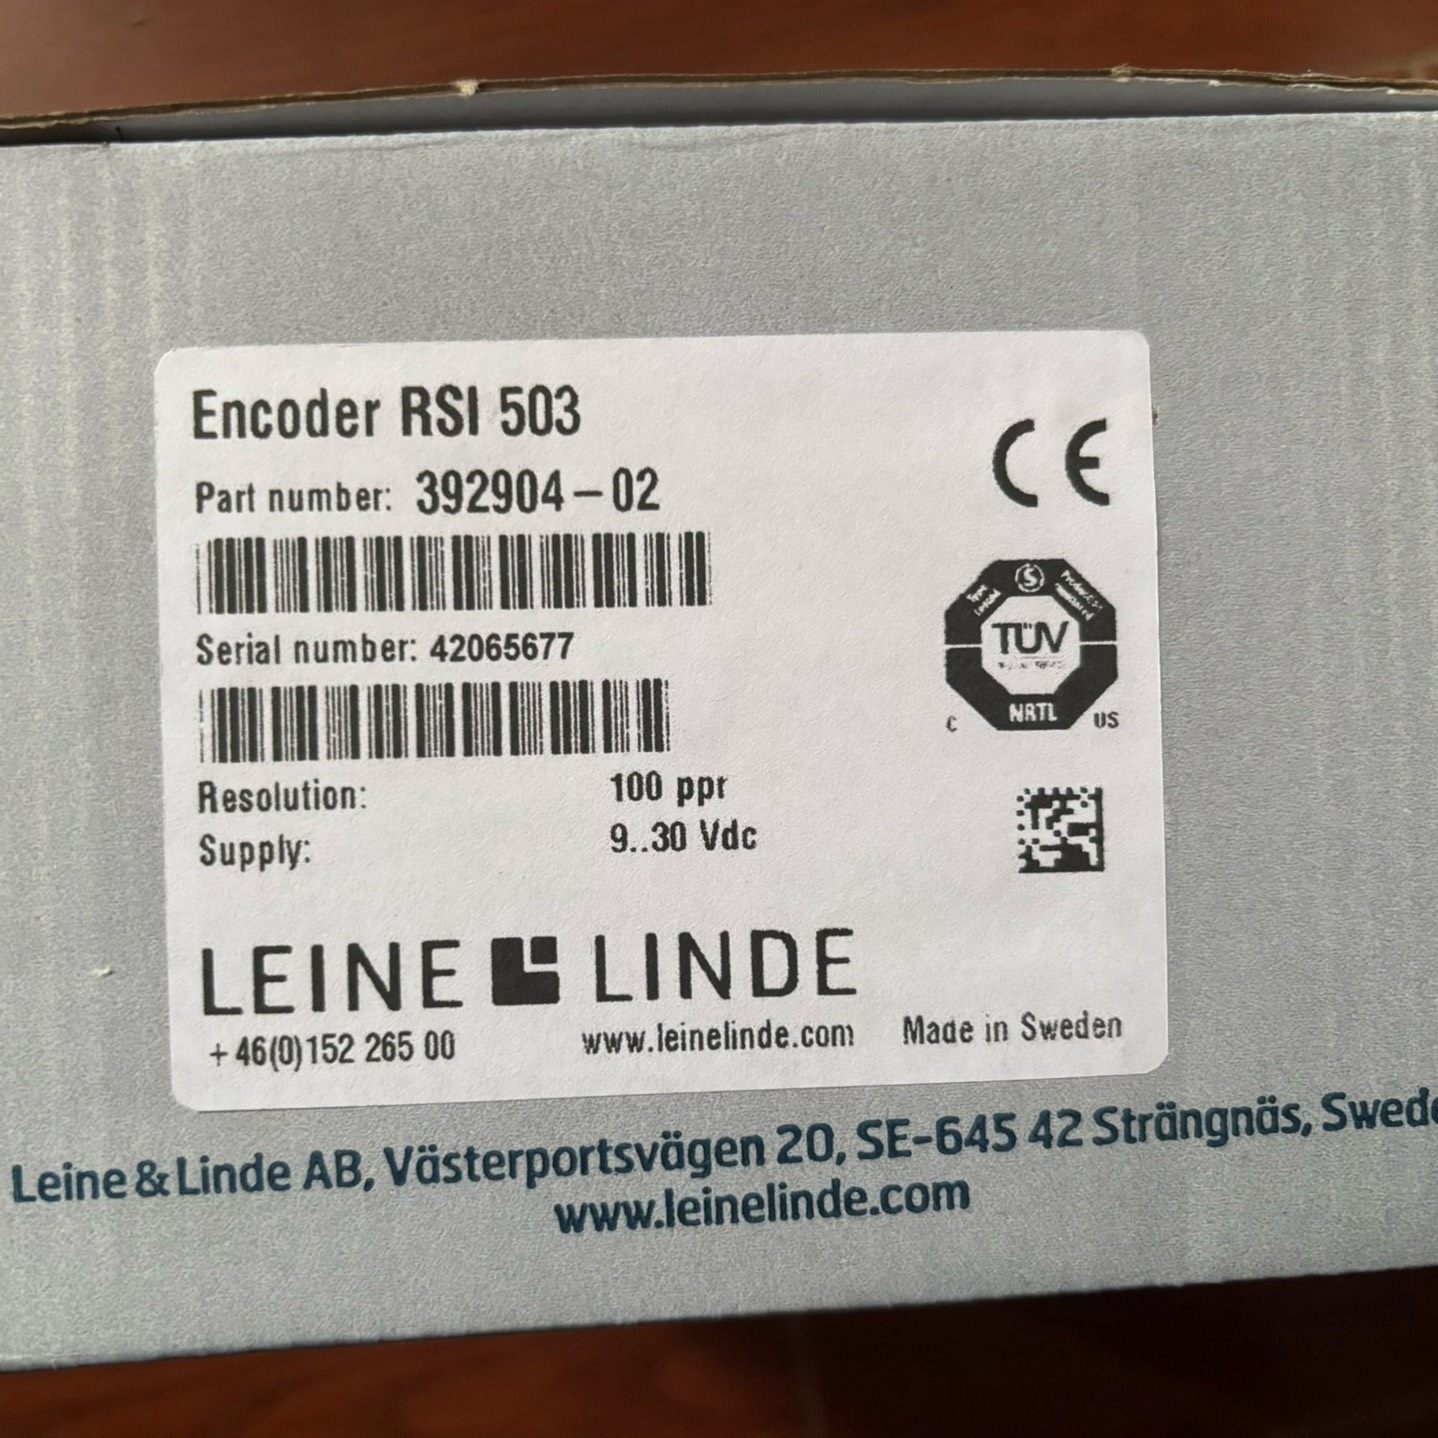 Encoder RSI 503
Part number: 392904-02
Serial number: 42065677
Resolution: 100 ppr
Supply: 9..30 Vdc
CE
TÜV
NRTL
C US
LEINE LINDE
+46(0)152 265 00 www.leinelinde.com Made in Sweden
Leine & Linde AB, Västerportsvägen 20, SE-645 42 Strängnäs, Swed
www.leinelinde.com